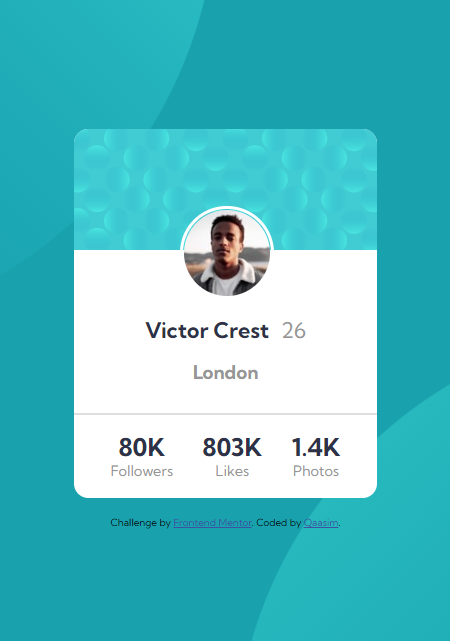 Victor Crest 26
London
80K 803K 1.4K
Followers Likes Photos
Challenge by Frontend Mentor. Coded by Qaasim.